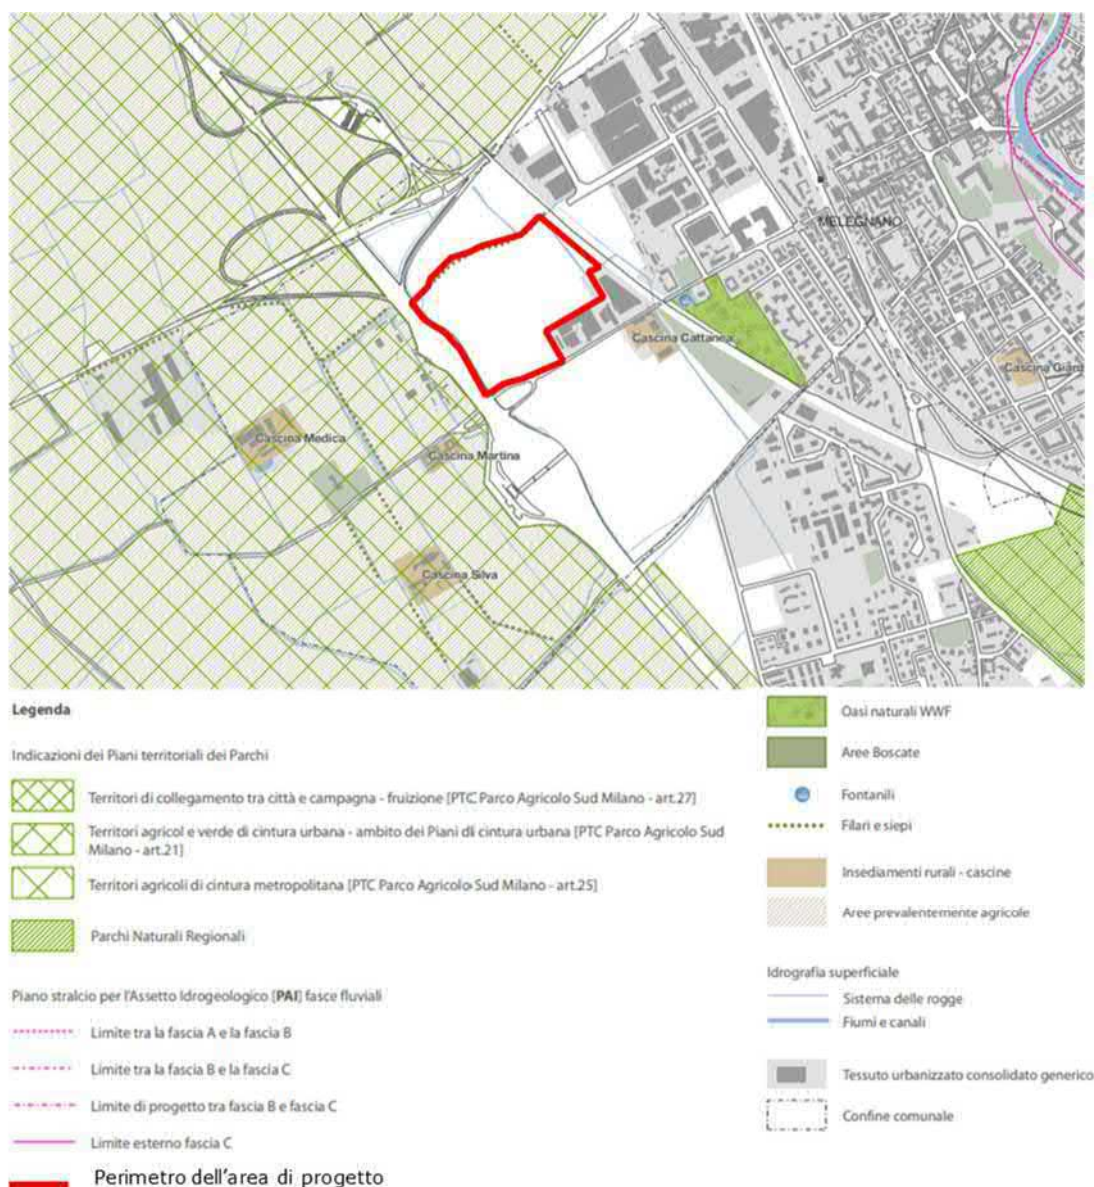 MELEGNANO
Cascina Cattanea
Cascina Medica
Cascina Martina
Cascina Silva
Legenda
Indicazioni dei Piani territoriali dei Parchi
Territori di collegamento tra città e campagna - fruizione [PTC Parco Agricolo Sud Milano - art.27]
Territori agricol e verde di cintura urbana - ambito dei Piani di cintura urbana [PTC Parco Agricolo Sud
Milano - art.21]
Territori agricoli di cintura metropolitana [PTC Parco Agricolo Sud Milano - art.25]
Parchi Naturali Regionali
Piano stralcio per l'Assetto Idrogeologico [PAI] fasce fluviali
Limite tra la fascia A e la fascia B
Limite tra la fascia B e la fascia C
Limite di progetto tra fascia B e fascia C
Limite esterno fascia C
Perimetro dell'area di progetto
Oasi naturali WWF
Aree Boscate
Fontanili
Filari e siepi
Insediamenti rurali - cascine
Aree prevalentemente agricole
Idrografia superficiale
Sistema delle rogge
Fiumi e canali
Tessuto urbanizzato consolidato generico
Confine comunale